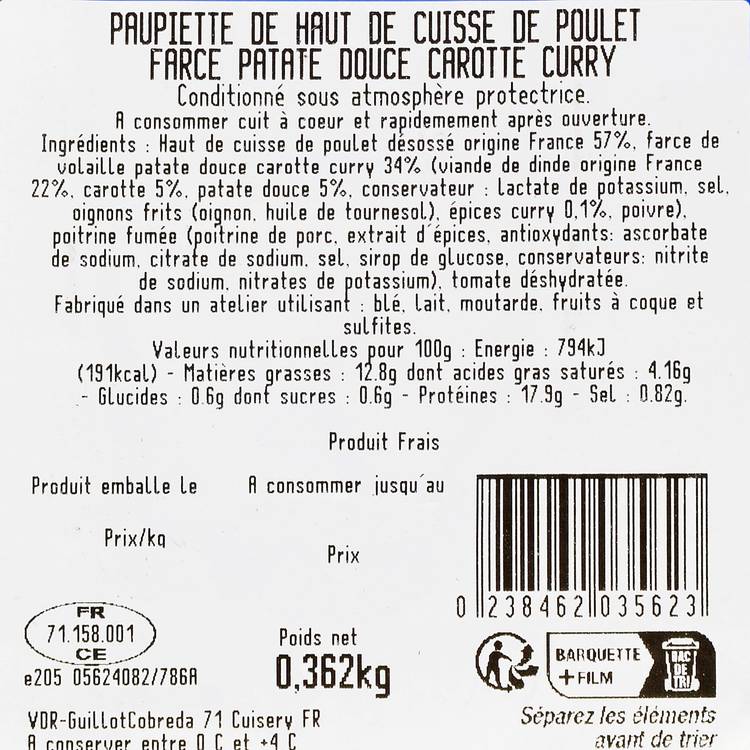 PAUPIETTE DE HAUT DE CUISSE DE POULET
FARCE PATATE DOUCE CAROTTE CURRY
Conditionné sous atmosphère protectrice.
A consommer cuit à coeur et rapidemement après ouverture.
Ingrédients : Haut de cuisse de poulet désossé origine France 57%, farce de
volaille patate douce carotte curry 34% (viande de dinde origine France
22%, carotte 5%, patate douce 5%, conservateur : Lactate de potassium, sel,
oignons frits (oignon, huile de tournesol), épices curry 0,1%, poivre),
poitrine fumée (poitrine de porc, extrait d'épices, antioxydants: ascorbate
de sodium, citrate de sodium, sel, sirop de glucose, conservateurs: nitrite
de sodium, nitrates de potassium), tomate déshydratée.
Fabriqué dans un atelier utilisant : blé, lait, moutarde, fruits à coque et
sulfites.
Valeurs nutritionnelles pour 100g : Energie : 794kJ
(191kcal) - Matières grasses : 12.8g dont acides gras saturés : 4.16g
- Glucides : 0.6g dont sucres : 0.6g - Protéines : 17.9g - Sel : 0.82g.
Produit Frais
Produit emballe le A consommer jusqu'au
Prix/kg
Prix
0 238462 035623
FR
71.158.001
CE
e205 05624082/786A
Poids net
0,362kg
BARQUETTE
+FILM
BAC
DE
TRI
Séparez les éléments
avant de trier
VDR-GuillotCobreda 71 Cuisery FR
A conserver entre 0 C et +4 C